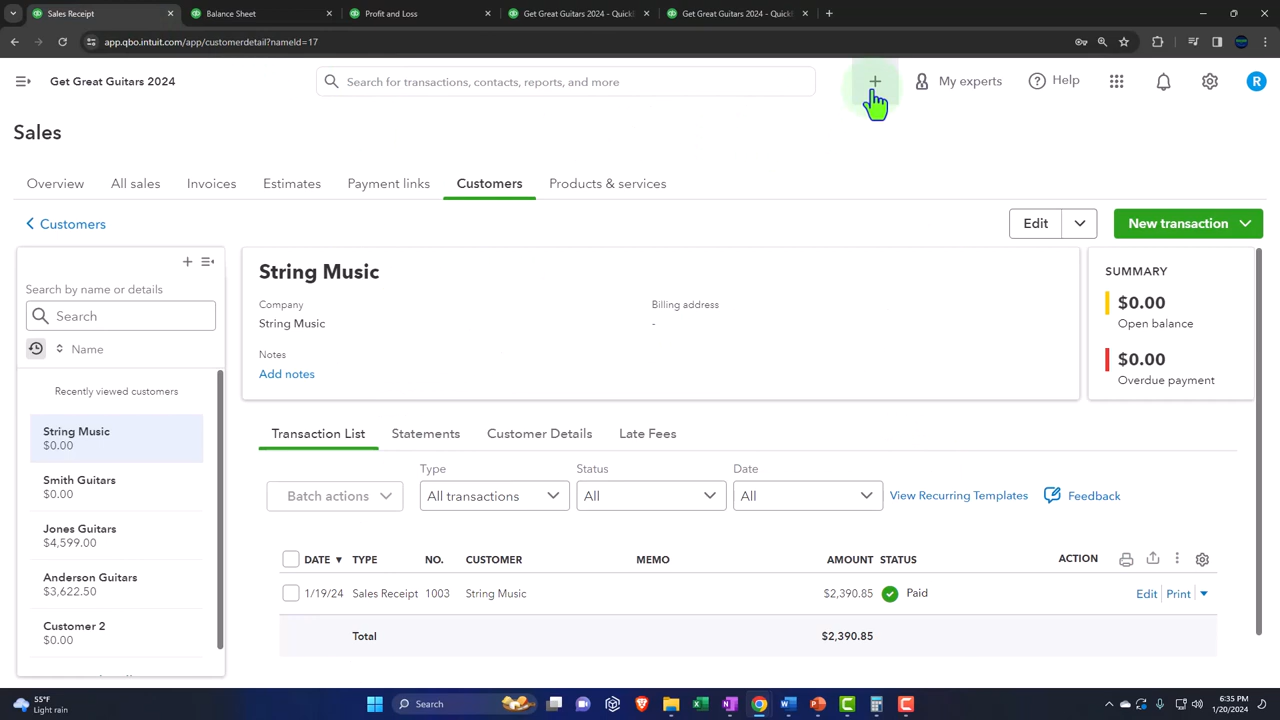 Sales Receipt
Balance Sheet
Profit and Loss
Get Great Guitars 2024 - Quick
Get Great Guitars 2024 - Quick
app.qbo.intuit.com/app/customerdetail?nameId=17
Get Great Guitars 2024
Search for transactions, contacts, reports, and more
My experts
Help
R
Sales
Overview
All sales
Invoices
Estimates
Payment links
Customers
Products & services
Customers
Edit
New transaction
Search by name or details
Search
Name
Recently viewed customers
String Music
$0.00
Smith Guitars
$0.00
Jones Guitars
$4,599.00
Anderson Guitars
$3,622.50
Customer 2
$0.00
String Music
Company
String Music
Billing address
-
Notes
Add notes
SUMMARY
$0.00
Open balance
$0.00
Overdue payment
Transaction List
Statements
Customer Details
Late Fees
Type
All transactions
Status
All
Date
All
Batch actions
View Recurring Templates
Feedback
DATE TYPE NO. CUSTOMER MEMO AMOUNT STATUS ACTION
1/19/24 Sales Receipt 1003 String Music $2,390.85 Paid Edit Print
Total $2,390.85
55°F
Light rain
Search
6:35 PM
1/20/2024